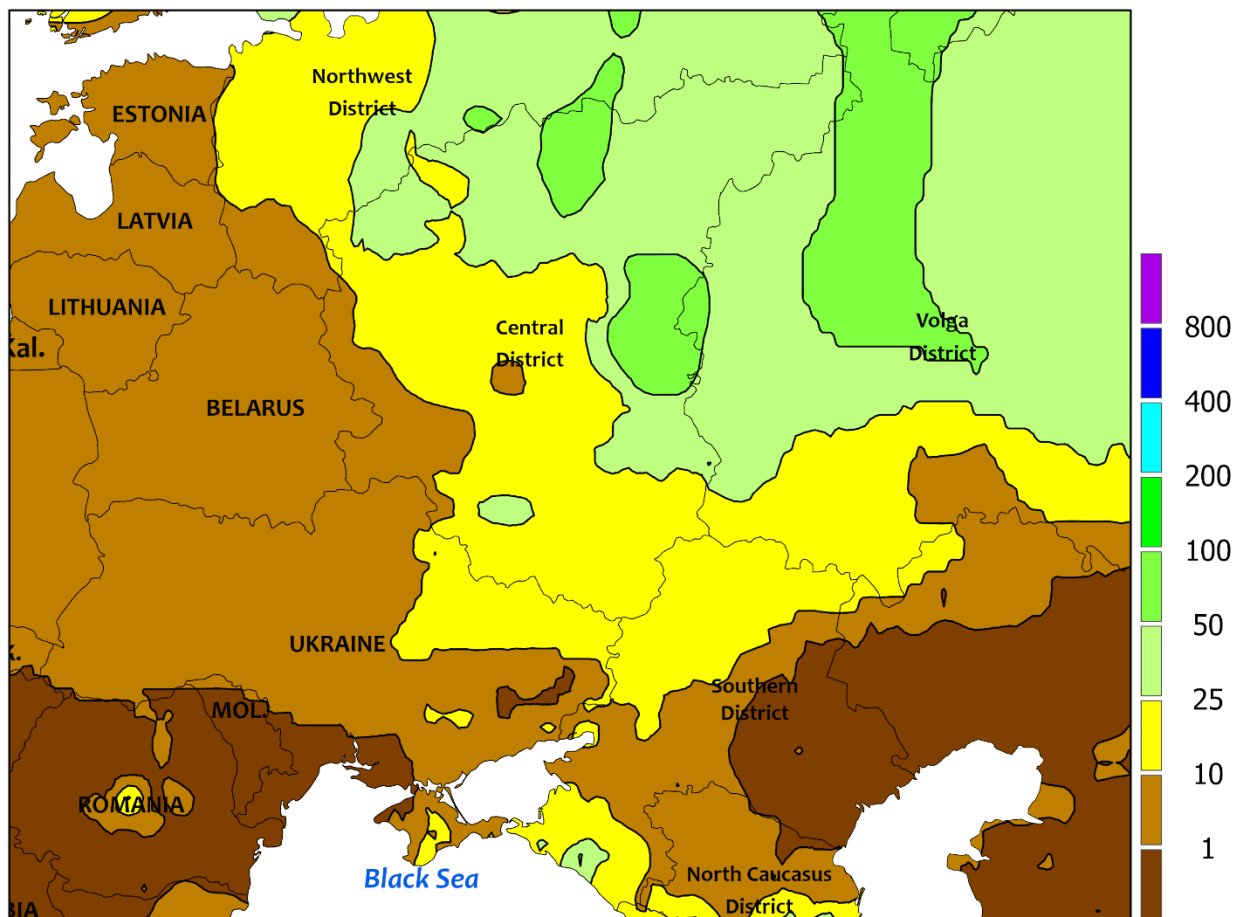 Northwest
District
ESTONIA
LATVIA
LITHUANIA
Kal.
Central
District
Volga
District
BELARUS
UKRAINE
K.
MOL.
Southern
District
ROMANIA
Black Sea
North Caucasus
District
BIA
800
400
200
100
50
25
10
1